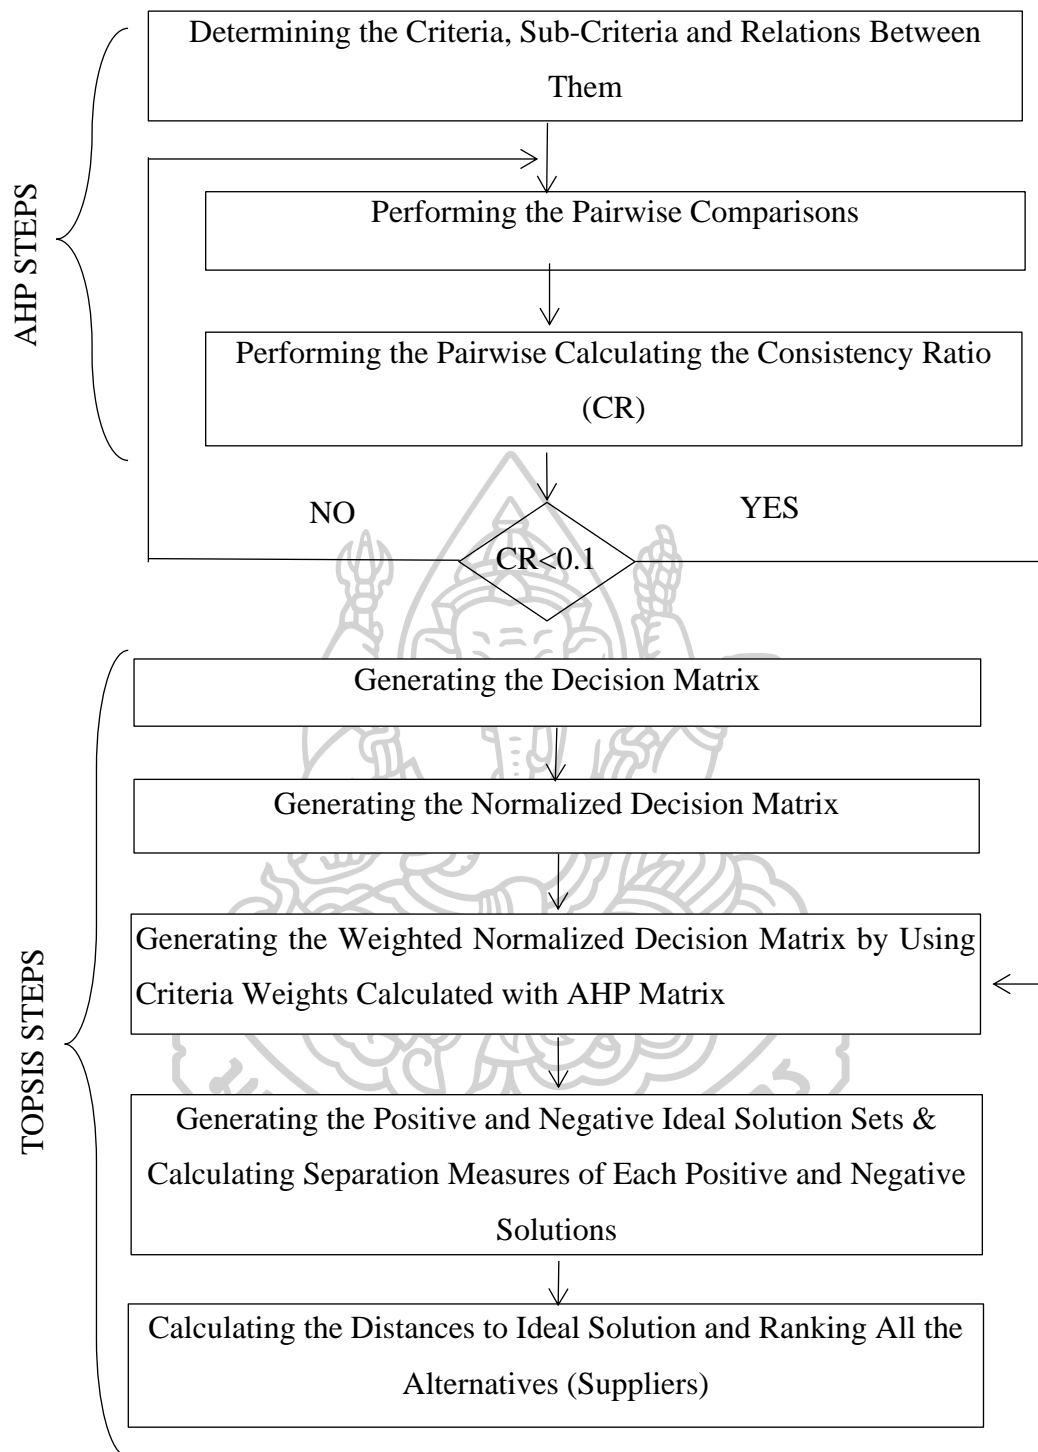 Determining the Criteria, Sub-Criteria and Relations Between
Them
AHP STEPS
Performing the Pairwise Comparisons
Performing the Pairwise Calculating the Consistency Ratio
(CR)
NO
YES
CR<0.1
TOPSIS STEPS
Generating the Decision Matrix
Generating the Normalized Decision Matrix
Generating the Weighted Normalized Decision Matrix by Using
Criteria Weights Calculated with AHP Matrix
Generating the Positive and Negative Ideal Solution Sets &
Calculating Separation Measures of Each Positive and Negative
Solutions
Calculating the Distances to Ideal Solution and Ranking All the
Alternatives (Suppliers)